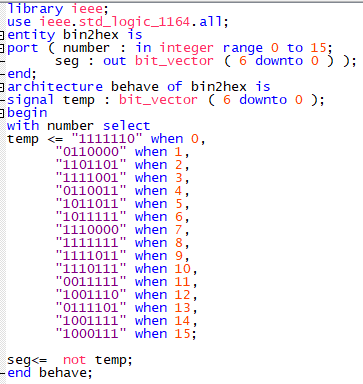 library ieee;
use ieee.std_logic_1164.all;
entity bin2hex is
port ( number : in integer range 0 to 15;
seg : out bit_vector ( 6 downto 0 ) );
end;
architecture behave of bin2hex is
signal temp : bit_vector ( 6 downto 0 );
begin
with number select
temp <= "1111110" when 0,
"0110000" when 1,
"1101101" when 2,
"1111001" when 3,
"0110011" when 4,
"1011011" when 5,
"1011111" when 6,
"1110000" when 7,
"1111111" when 8,
"1111011" when 9,
"1110111" when 10,
"0011111" when 11,
"1001110" when 12,
"0111101" when 13,
"1001111" when 14,
"1000111" when 15;
seg<= not temp;
end behave;